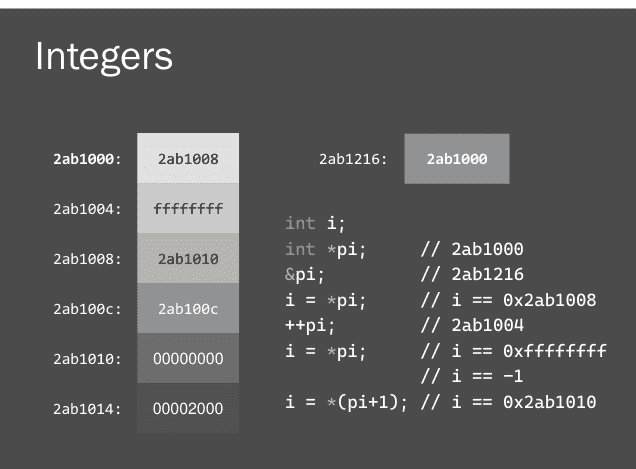 Integers
2ab1000: 2ab1008
2ab1004: ffffffff
2ab1008: 2ab1010
2ab100c: 2ab100c
2ab1010: 00000000
2ab1014: 00002000
2ab1216: 2ab1000
int i;
int *pi; // 2ab1000
&pi; // 2ab1216
i = *pi; // i == 0x2ab1008
++pi; // 2ab1004
i = *pi; // i == 0xffffffff
// i == −1
i = *(pi+1); // i == 0x2ab1010